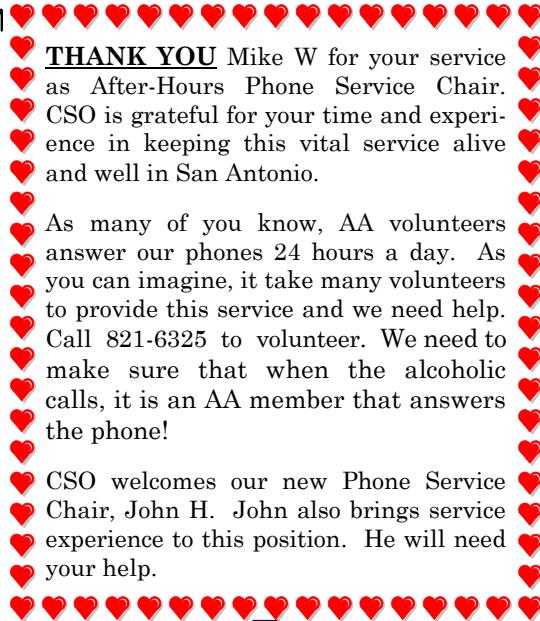 THANK YOU Mike W for your service
as After-Hours Phone Service Chair.
CSO is grateful for your time and experi-
ence in keeping this vital service alive
and well in San Antonio.
As many of you know, AA volunteers
answer our phones 24 hours a day. As
you can imagine, it take many volunteers
to provide this service and we need help.
Call 821-6325 to volunteer. We need to
make sure that when the alcoholic
calls, it is an AA member that answers
the phone!
CSO welcomes our new Phone Service
Chair, John H. John also brings service
experience to this position. He will need
your help.